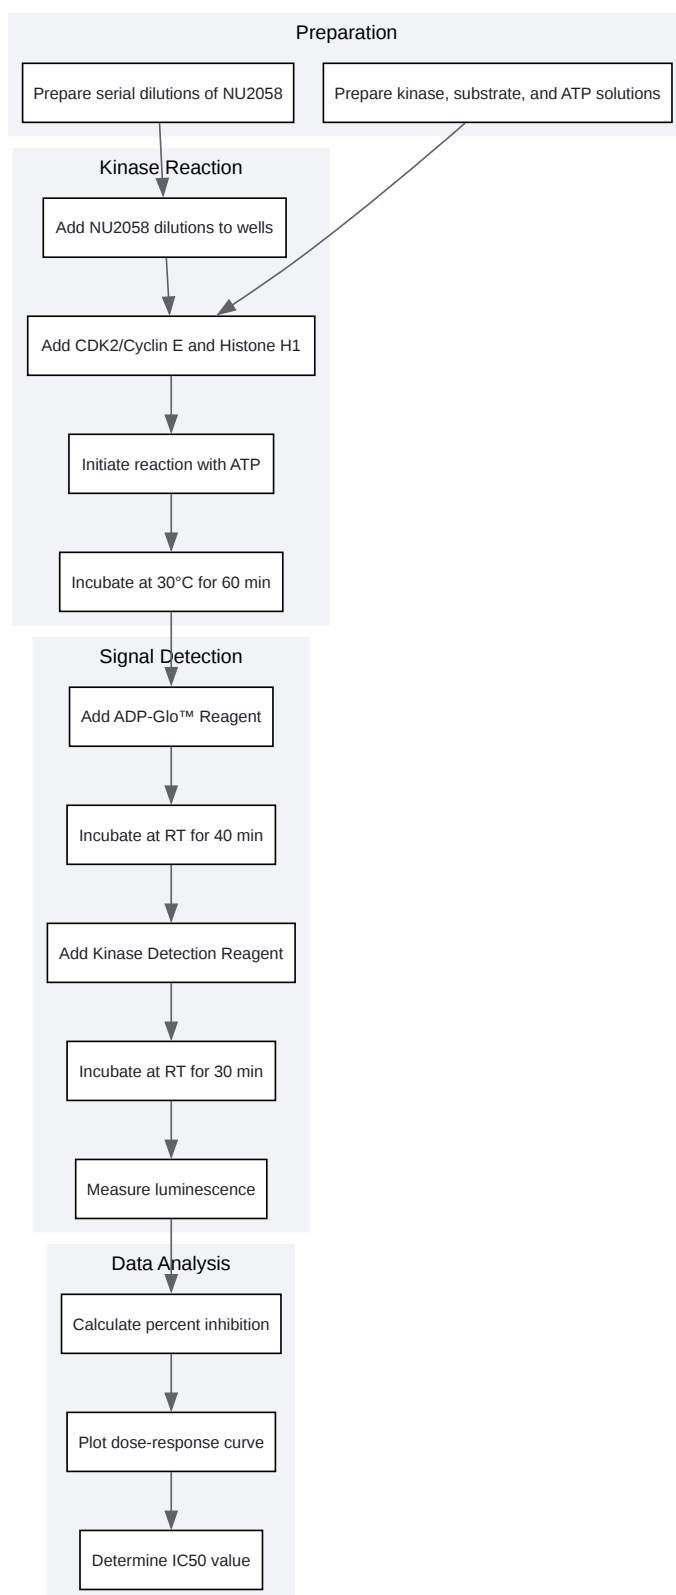 Preparation
Prepare serial dilutions of NU2058
Prepare kinase, substrate, and ATP solutions
Kinase Reaction
Add NU2058 dilutions to wells
Add CDK2/Cyclin E and Histone H1
Initiate reaction with ATP
Incubate at 30°C for 60 min
Signal Detection
Add ADP-Glo™ Reagent
Incubate at RT for 40 min
Add Kinase Detection Reagent
Incubate at RT for 30 min
Measure luminescence
Data Analysis
Calculate percent inhibition
Plot dose-response curve
Determine IC50 value